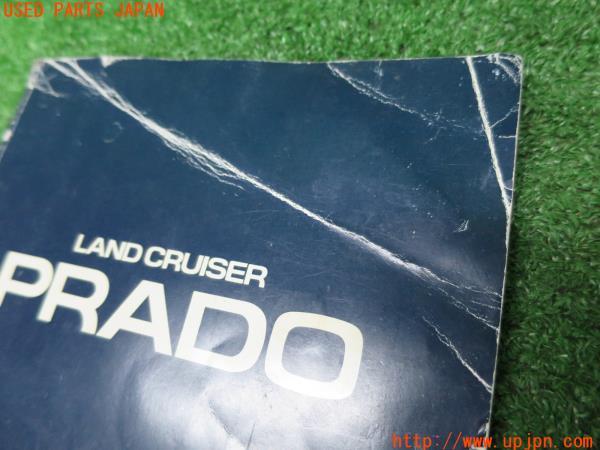 USED PARTS JAPAN
LAND CRUISER
PRADO
http://www.upjpn.com/